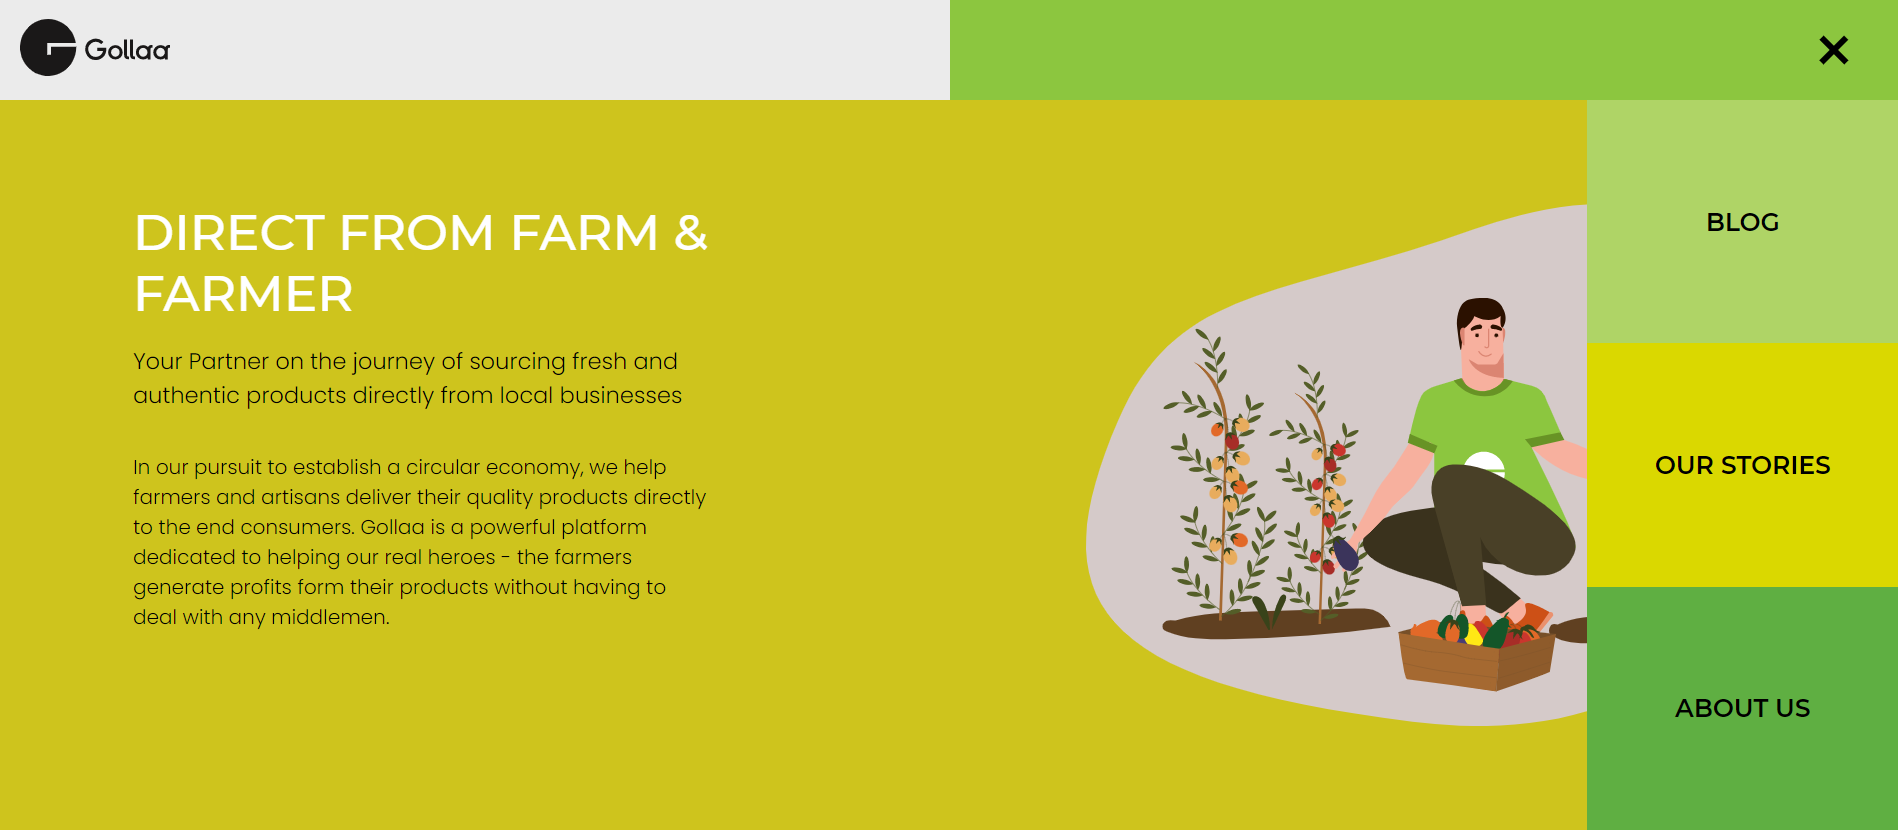 Gollaa
DIRECT FROM FARM &
FARMER
Your Partner on the journey of sourcing fresh and
authentic products directly from local businesses
In our pursuit to establish a circular economy, we help
farmers and artisans deliver their quality products directly
to the end consumers. Gollaa is a powerful platform
dedicated to helping our real heroes - the farmers
generate profits form their products without having to
deal with any middlemen.
BLOG
OUR STORIES
ABOUT US